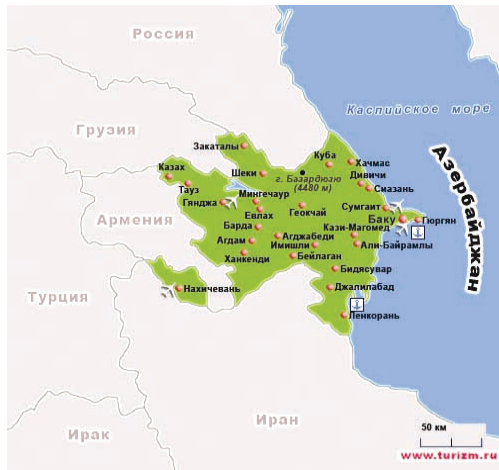 Россия
Каспийское море
Грузия
Закаталы
Куба
Хачмас
Казах
Шеки
г. Базардюзю
(4480 м)
Дивичи
Сиазань
Тауз
Мингечаур
Гянджа
Евлах
Геокчай
Сумгаит
Баку
Гюргян
Армения
Барда
Кази-Магомед
Агдам
Агджабеди
Имишли
Али-Байрамлы
Ханкенди
Бейлаган
Бидясувар
Нахичевань
Джалилабад
Турция
Ленкорань
Азербайджан
Иран
Ирак
50 км
www.turizm.ru